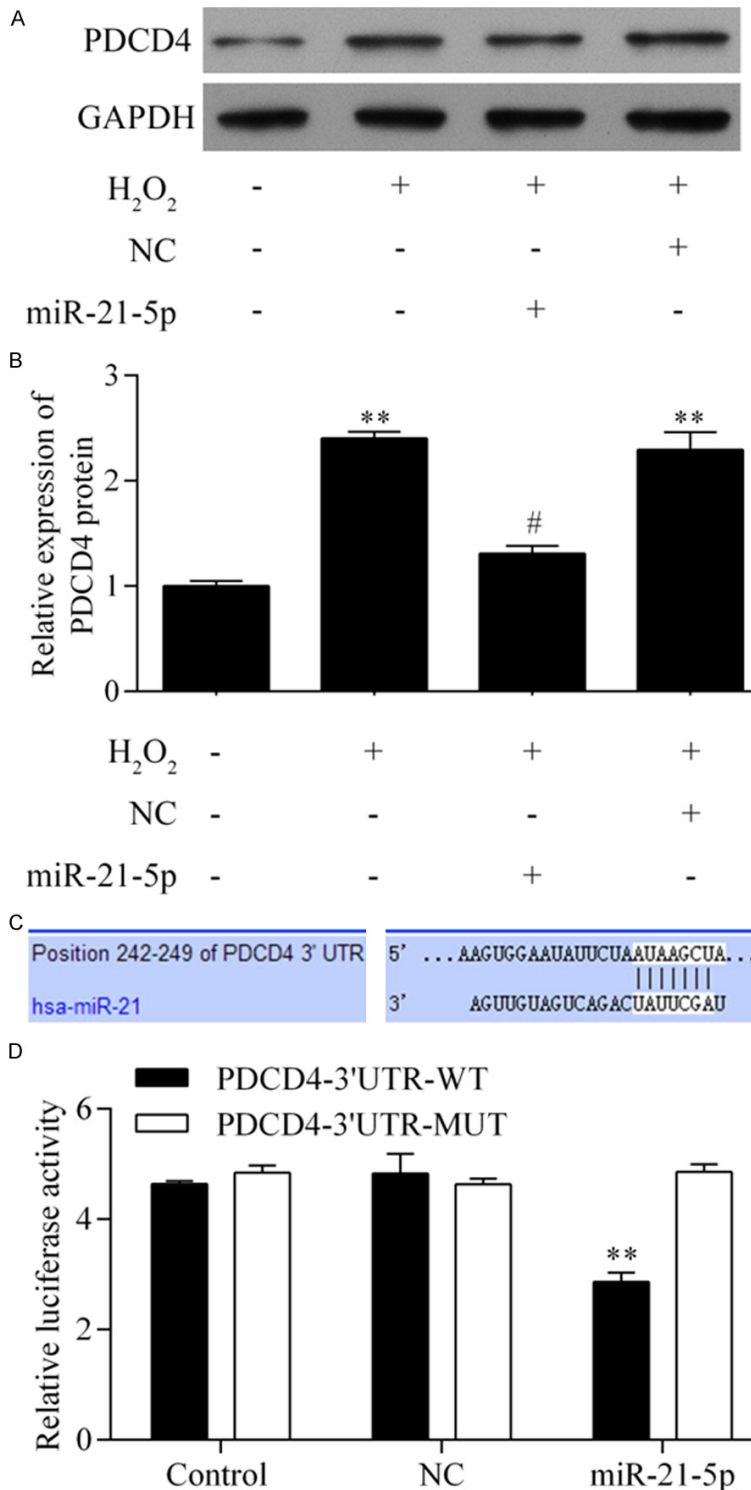 A
PDCD4
GAPDH
H₂O₂ - + + +
NC - - - +
miR-21-5p - - + -
B
Relative expression of
PDCD4 protein
3
2
1
0
**
#
**
H₂O₂ - + + +
NC - - - +
miR-21-5p - - + -
C
Position 242-249 of PDCD4 3' UTR 5' ...AAGUGGAAUAUUCUAAUAAGCUA...
hsa-miR-21 3' AGUUGUAGUCAGACUAUUCGAU
D
PDCD4-3'UTR-WT
PDCD4-3'UTR-MUT
Relative luciferase activity
6
4
2
0
**
Control NC miR-21-5p